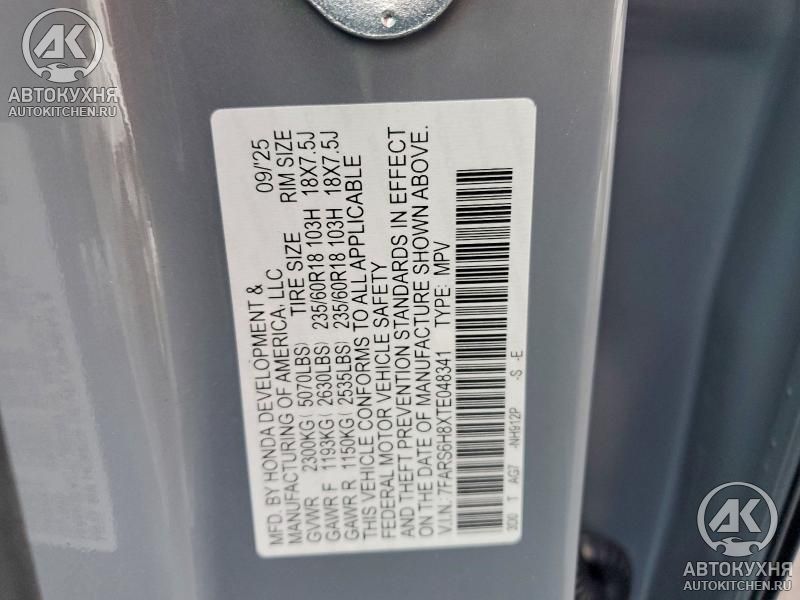 AK
АВТОКУХНЯ
AUTOKITCHEN.RU
MFD. BY HONDA DEVELOPMENT & 09/'25
MANUFACTURING OF AMERICA, LLC
TIRE SIZE RIM SIZE
GVWR 2300KG( 5070LBS)
GAWR F 1193KG( 2630LBS) 235/60R18 103H 18X7.5J
GAWR R 1150KG( 2535LBS) 235/60R18 103H 18X7.5J
THIS VEHICLE CONFORMS TO ALL APPLICABLE
FEDERAL MOTOR VEHICLE SAFETY
AND THEFT PREVENTION STANDARDS IN EFFECT
ON THE DATE OF MANUFACTURE SHOWN ABOVE.
V.I.N.: 7FARS6H8XTE048341 TYPE: MPV
300 T AG7 -NH912P -S -E
AK
АВТОКУХНЯ
AUTOKITCHEN.RU